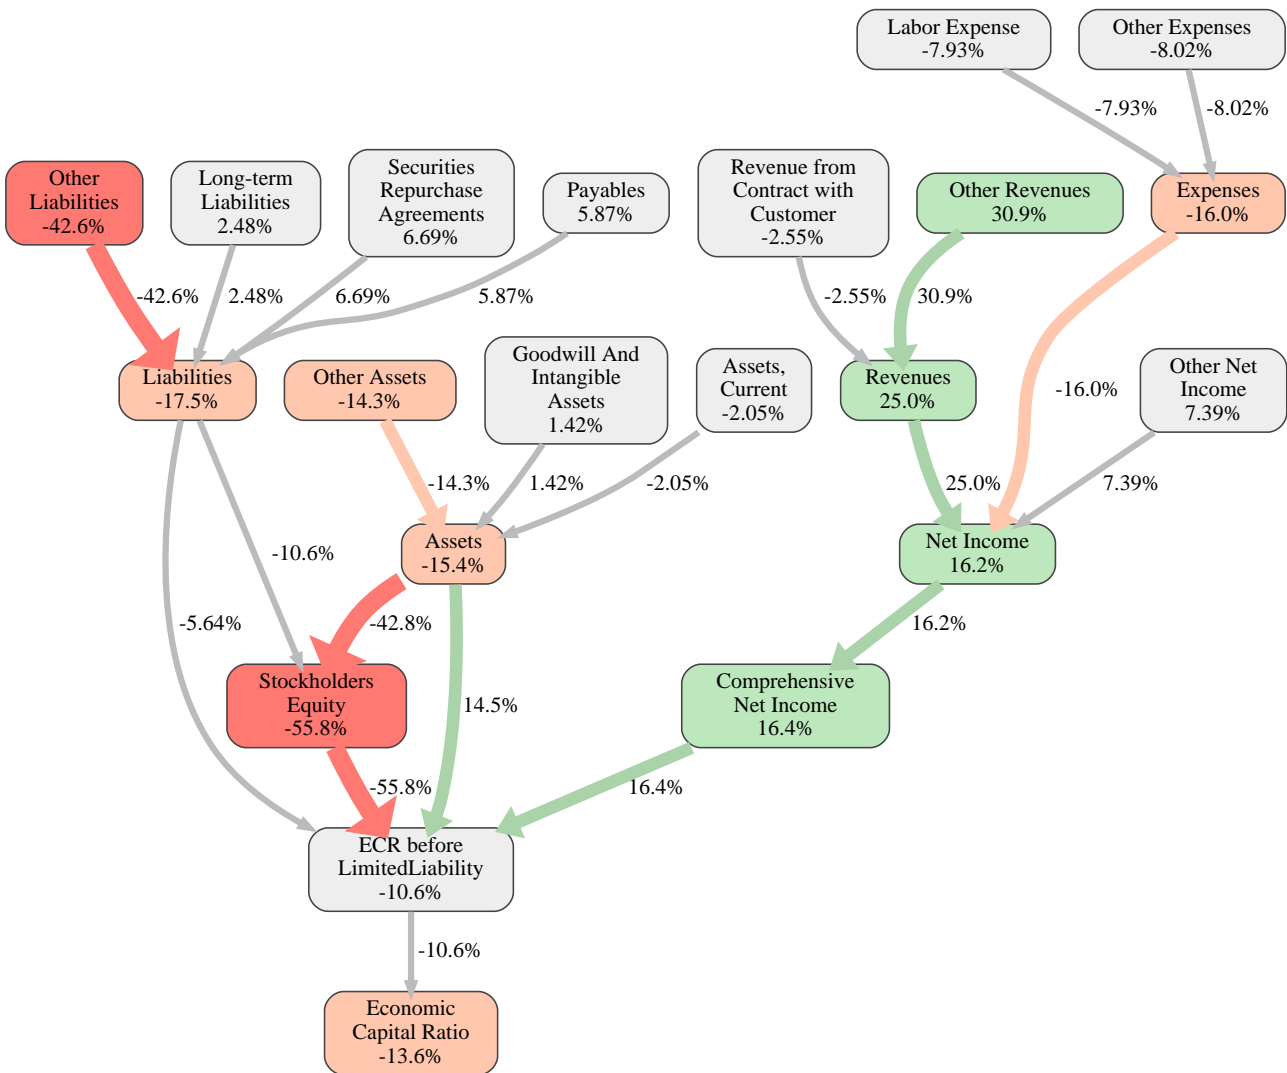 Labor Expense
-7.93%
Other Expenses
-8.02%
-7.93%
-8.02%
Other
Liabilities
-42.6%
Long-term
Liabilities
2.48%
Securities
Repurchase
Agreements
6.69%
Payables
5.87%
Revenue from
Contract with
Customer
-2.55%
Other Revenues
30.9%
Expenses
-16.0%
-42.6%
2.48%
6.69%
5.87%
-2.55%
30.9%
Liabilities
-17.5%
Other Assets
-14.3%
Goodwill And
Intangible
Assets
1.42%
Assets,
Current
-2.05%
Revenues
25.0%
-16.0%
Other Net
Income
7.39%
-14.3%
1.42%
-2.05%
25.0%
7.39%
-10.6%
Assets
-15.4%
Net Income
16.2%
-5.64%
-42.8%
16.2%
Stockholders
Equity
-55.8%
14.5%
Comprehensive
Net Income
16.4%
-55.8%
16.4%
ECR before
LimitedLiability
-10.6%
-10.6%
Economic
Capital Ratio
-13.6%